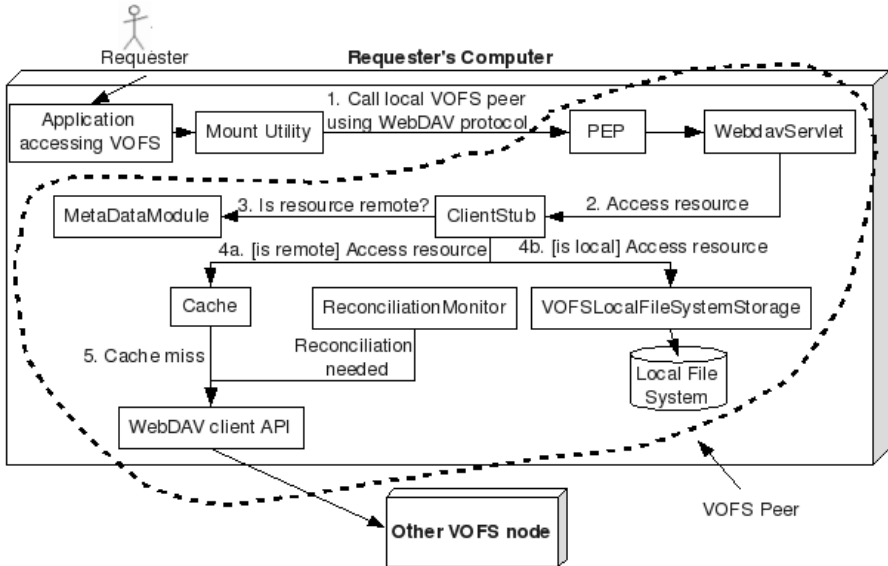 Requester
Requester's Computer
Application
accessing VOFS
Mount Utility
1. Call local VOFS peer
using WebDAV protocol
PEP
WebdavServlet
MetaDataModule
3. Is resource remote?
ClientStub
2. Access resource
4a. [is remote] Access resource
4b. [is local] Access resource
Cache
ReconciliationMonitor
VOFSLocalFileSystemStorage
5. Cache miss
Reconciliation
needed
Local File
System
WebDAV client API
VOFS Peer
Other VOFS node